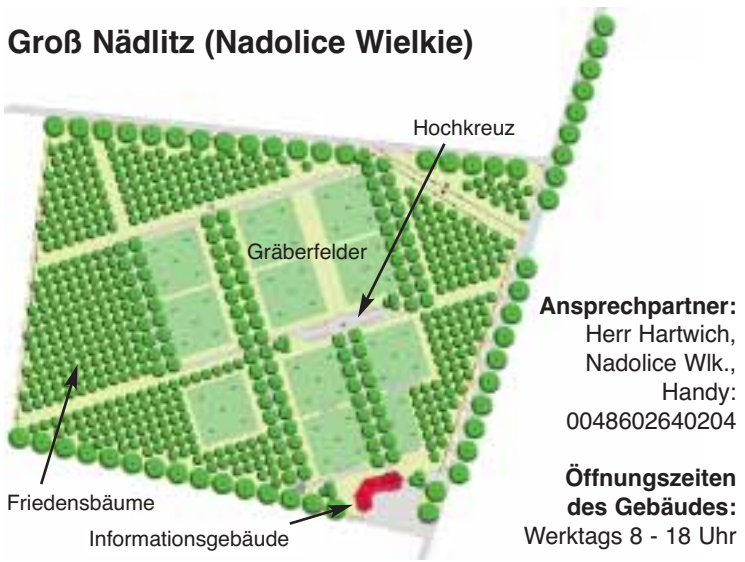 Groß Nädlitz (Nadolice Wielkie)
Hochkreuz
Gräberfelder
Ansprechpartner:
Herr Hartwich,
Nadolice Wlk.,
Handy:
0048602640204
Öffnungszeiten
des Gebäudes:
Werktags 8 - 18 Uhr
Friedensbäume
Informationsgebäude